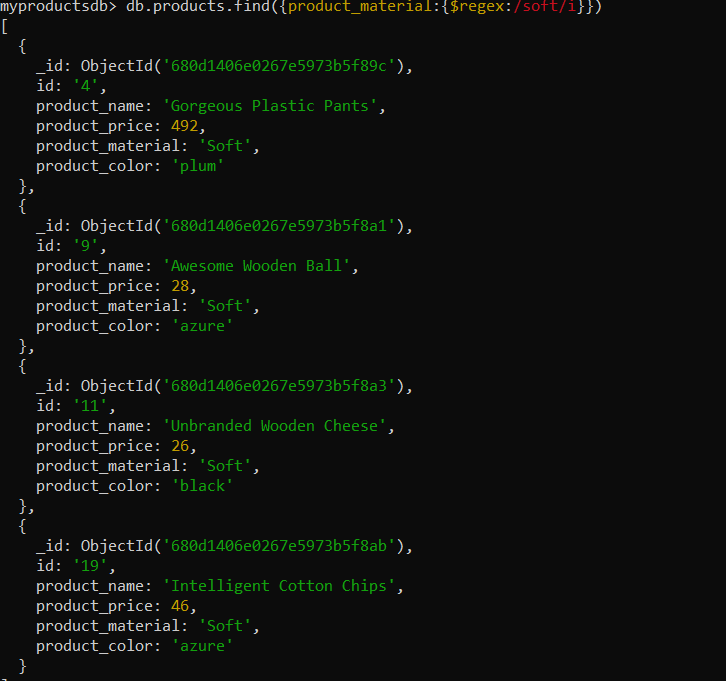 myproductsdb> db.products.find({product_material:{$regex:/soft/i}})
[
  {
    _id: ObjectId('680d1406e0267e5973b5f89c'),
    id: '4',
    product_name: 'Gorgeous Plastic Pants',
    product_price: 492,
    product_material: 'Soft',
    product_color: 'plum'
  },
  {
    _id: ObjectId('680d1406e0267e5973b5f8a1'),
    id: '9',
    product_name: 'Awesome Wooden Ball',
    product_price: 28,
    product_material: 'Soft',
    product_color: 'azure'
  },
  {
    _id: ObjectId('680d1406e0267e5973b5f8a3'),
    id: '11',
    product_name: 'Unbranded Wooden Cheese',
    product_price: 26,
    product_material: 'Soft',
    product_color: 'black'
  },
  {
    _id: ObjectId('680d1406e0267e5973b5f8ab'),
    id: '19',
    product_name: 'Intelligent Cotton Chips',
    product_price: 46,
    product_material: 'Soft',
    product_color: 'azure'
  }